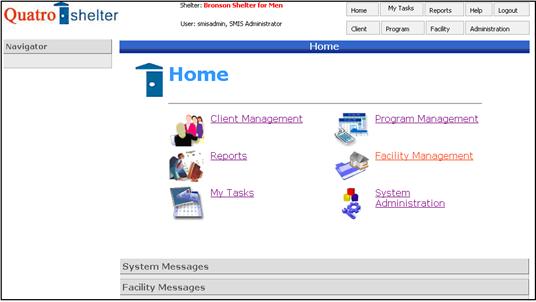 Quatro shelter
Shelter: Bronson Shelter for Men
User: smisadmin, SMIS Administrator
Home My Tasks Reports Help Logout
Client Program Facility Administration
Navigator
Home
Home
Client Management
Program Management
Reports
Facility Management
My Tasks
System
Administration
System Messages
Facility Messages